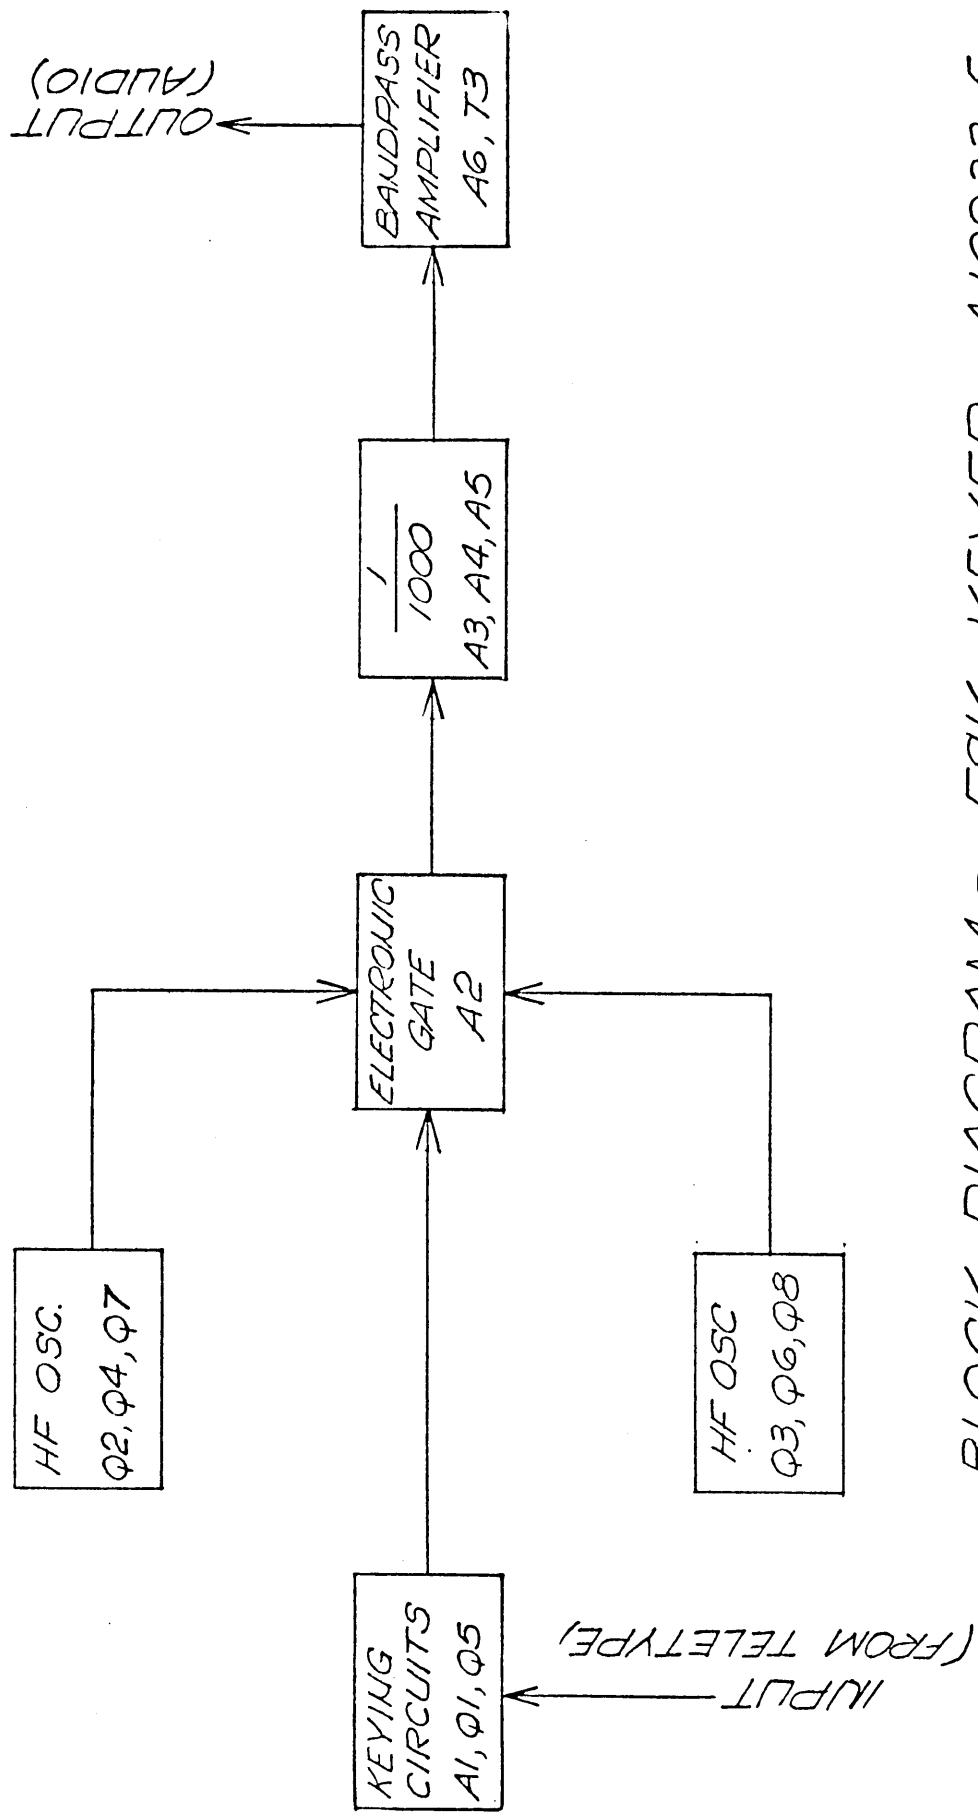 HF OSC.
Q2, Q4, Q7
KEYING
CIRCUITS
A1, Q1, Q5
INPUT
(FROM TELETYPE)
HF OSC
Q3, Q6, Q8
ELECTRONIC
GATE
A2
1
1000
A3, A4, A5
BANDPASS
AMPLIFIER
A6, T3
OUTPUT
(AUDIO)
BLOCK DIAGRAM - FSK KEYER